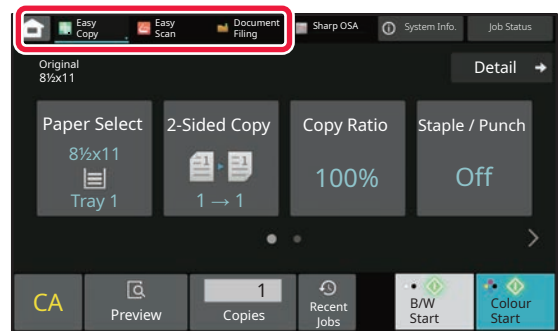 Easy
Copy
Easy
Scan
Document
Filing
Sharp OSA
System Info.
Job Status
Original
8½x11
Detail
Paper Select
8½x11
Tray 1
2-Sided Copy
1 → 1
Copy Ratio
100%
Staple / Punch
Off
CA
Preview
1
Copies
Recent
Jobs
B/W
Start
Colour
Start